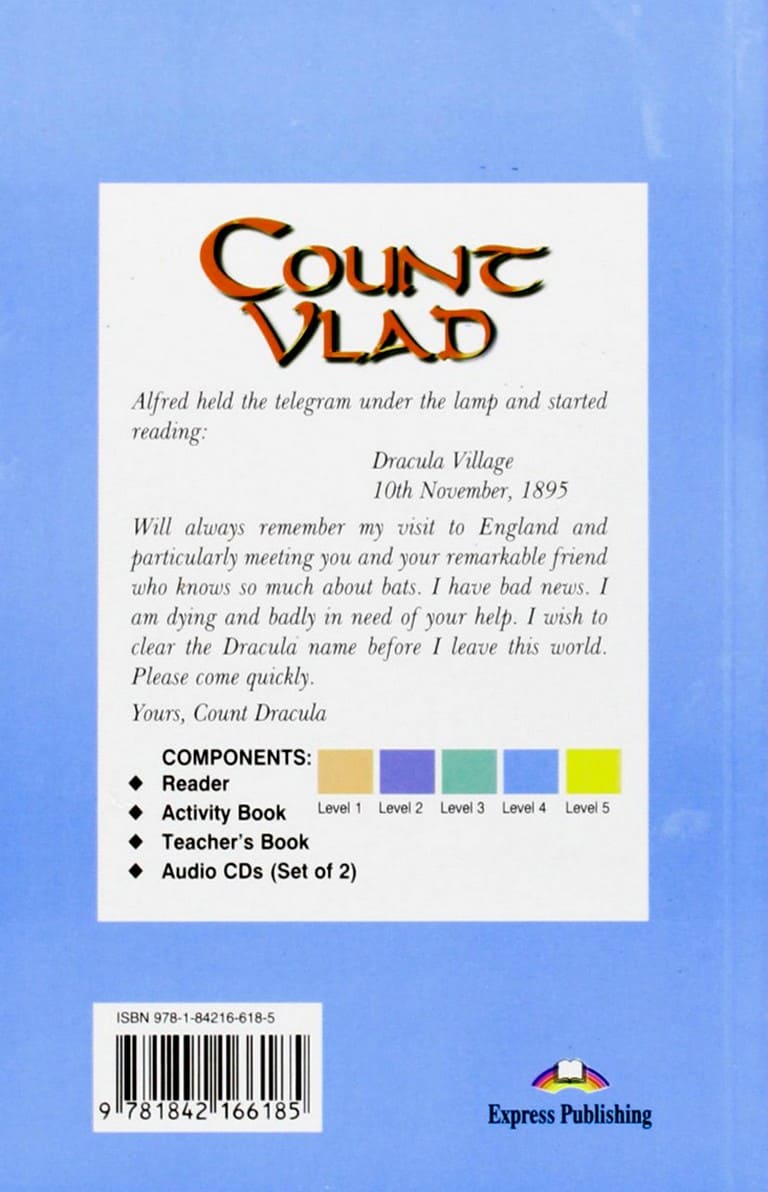 COUNT
VLAD
Alfred held the telegram under the lamp and started
reading:
Dracula Village
10th November, 1895
Will always remember my visit to England and
particularly meeting you and your remarkable friend
who knows so much about bats. I have bad news. I
am dying and badly in need of your help. I wish to
clear the Dracula name before I leave this world.
Please come quickly.
Yours, Count Dracula
COMPONENTS:
◆ Reader
◆ Activity Book
◆ Teacher's Book
◆ Audio CDs (Set of 2)
Level 1 Level 2 Level 3 Level 4 Level 5
ISBN 978-1-84216-618-5
9 781842 166185
Express Publishing